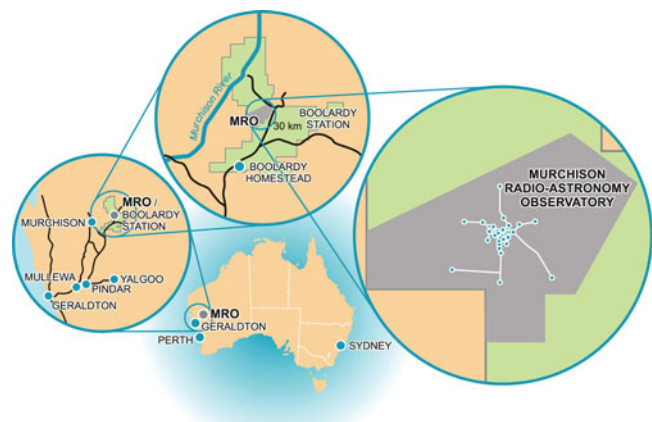 Murchison River
MRO
30 km
BOOLARDY
STATION
BOOLARDY
HOMESTEAD
MURCHISON
RADIO-ASTRONOMY
OBSERVATORY
MRO /
BOOLARDY
STATION
MURCHISON
MULLEWA
YALGOO
PINDAR
GERALDTON
MRO
GERALDTON
PERTH
SYDNEY